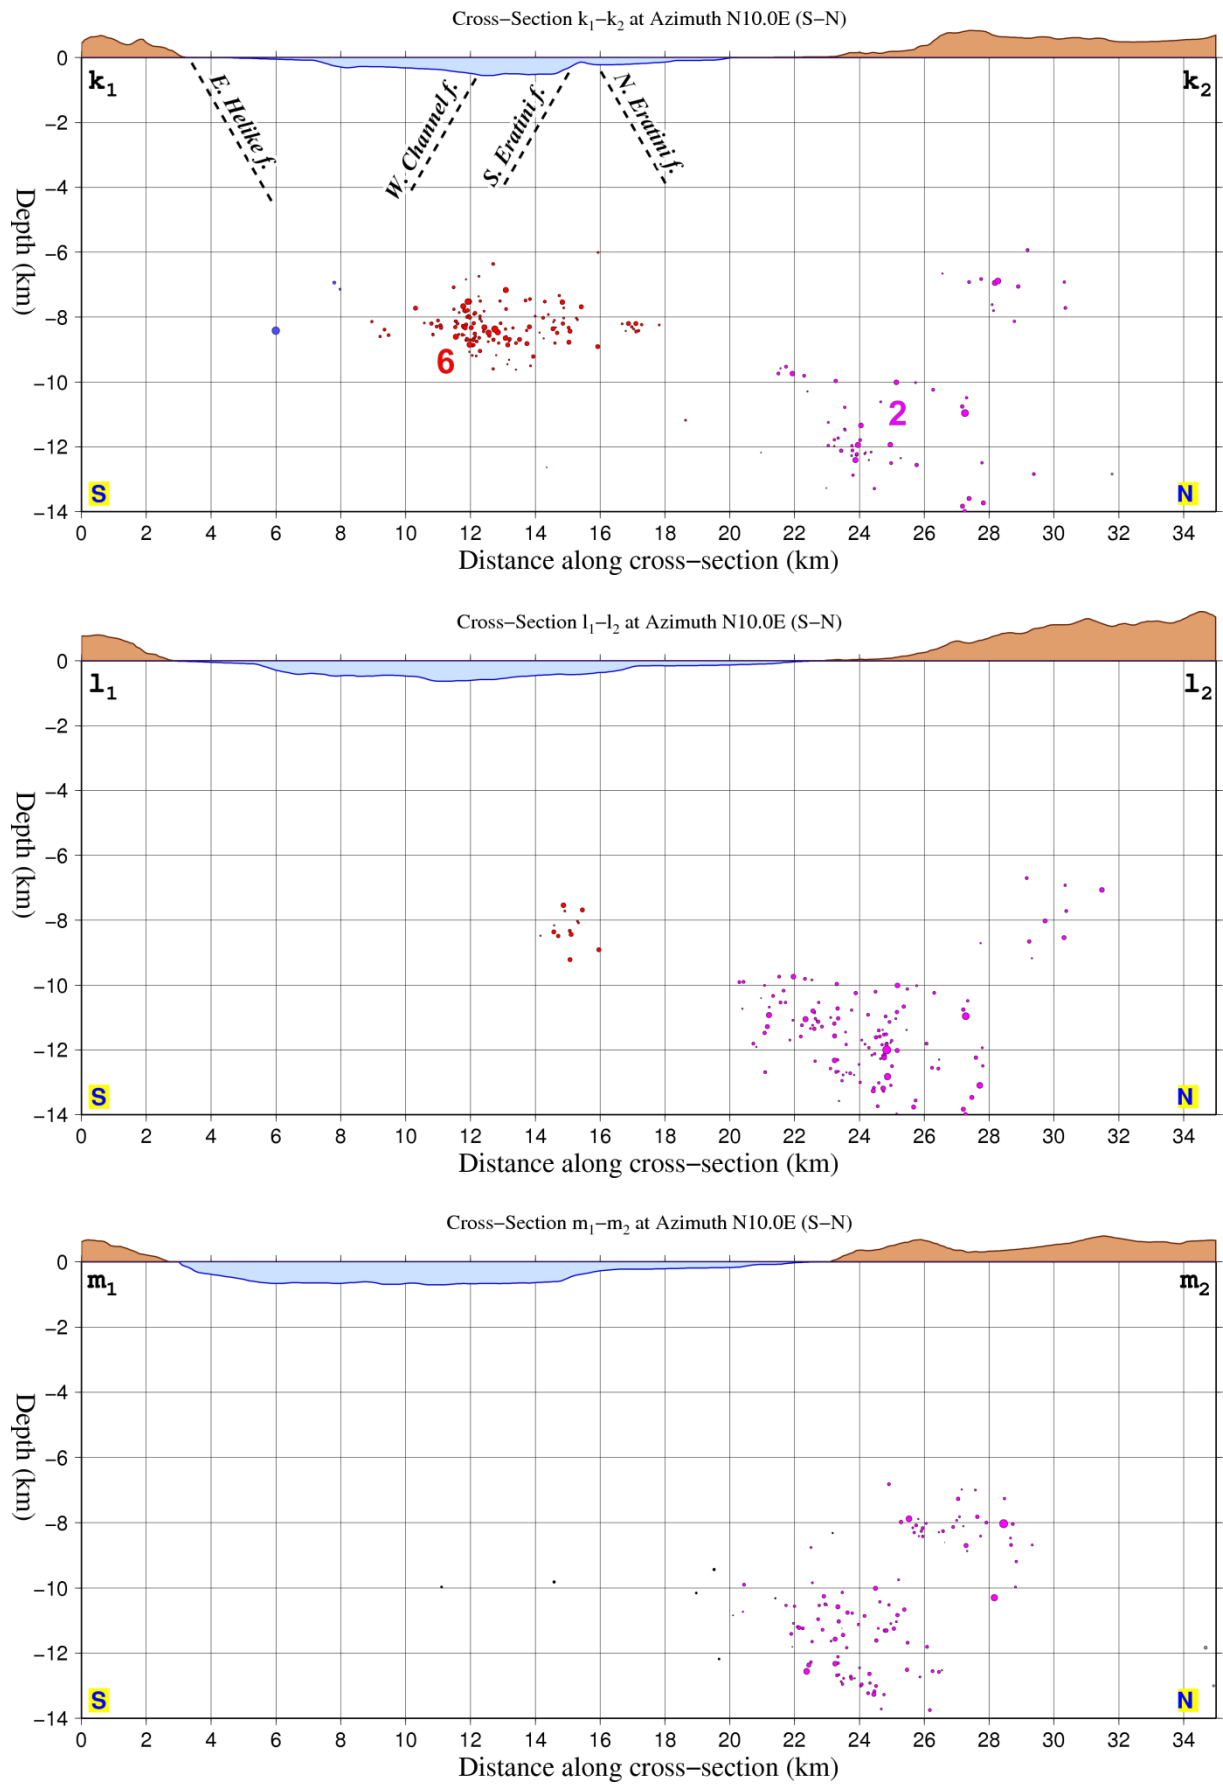 Cross−Section k₁−k₂ at Azimuth N10.0E (S−N)
0
−2
−4
−6
−8
−10
−12
−14
Depth (km)
k₁
k₂
E. Helike f.
W. Channel f.
S. Eratini f.
N. Eratini f.
6
2
S
N
0 2 4 6 8 10 12 14 16 18 20 22 24 26 28 30 32 34
Distance along cross−section (km)
Cross−Section l₁−l₂ at Azimuth N10.0E (S−N)
0
−2
−4
−6
−8
−10
−12
−14
Depth (km)
l₁
l₂
S
N
0 2 4 6 8 10 12 14 16 18 20 22 24 26 28 30 32 34
Distance along cross−section (km)
Cross−Section m₁−m₂ at Azimuth N10.0E (S−N)
0
−2
−4
−6
−8
−10
−12
−14
Depth (km)
m₁
m₂
S
N
0 2 4 6 8 10 12 14 16 18 20 22 24 26 28 30 32 34
Distance along cross−section (km)